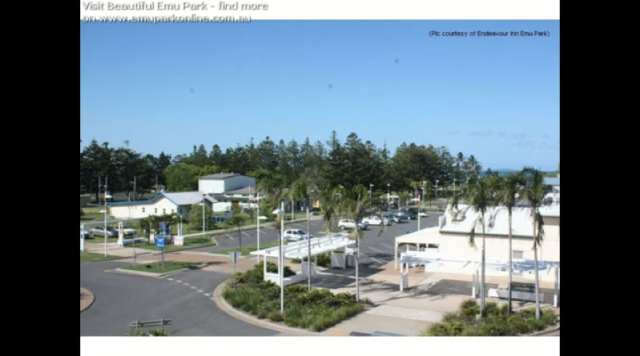 Visit Beautiful Emu Park - find more
on www.emuparkonline.com.au
(Pic courtesy of Endeavour Inn Emu Park)